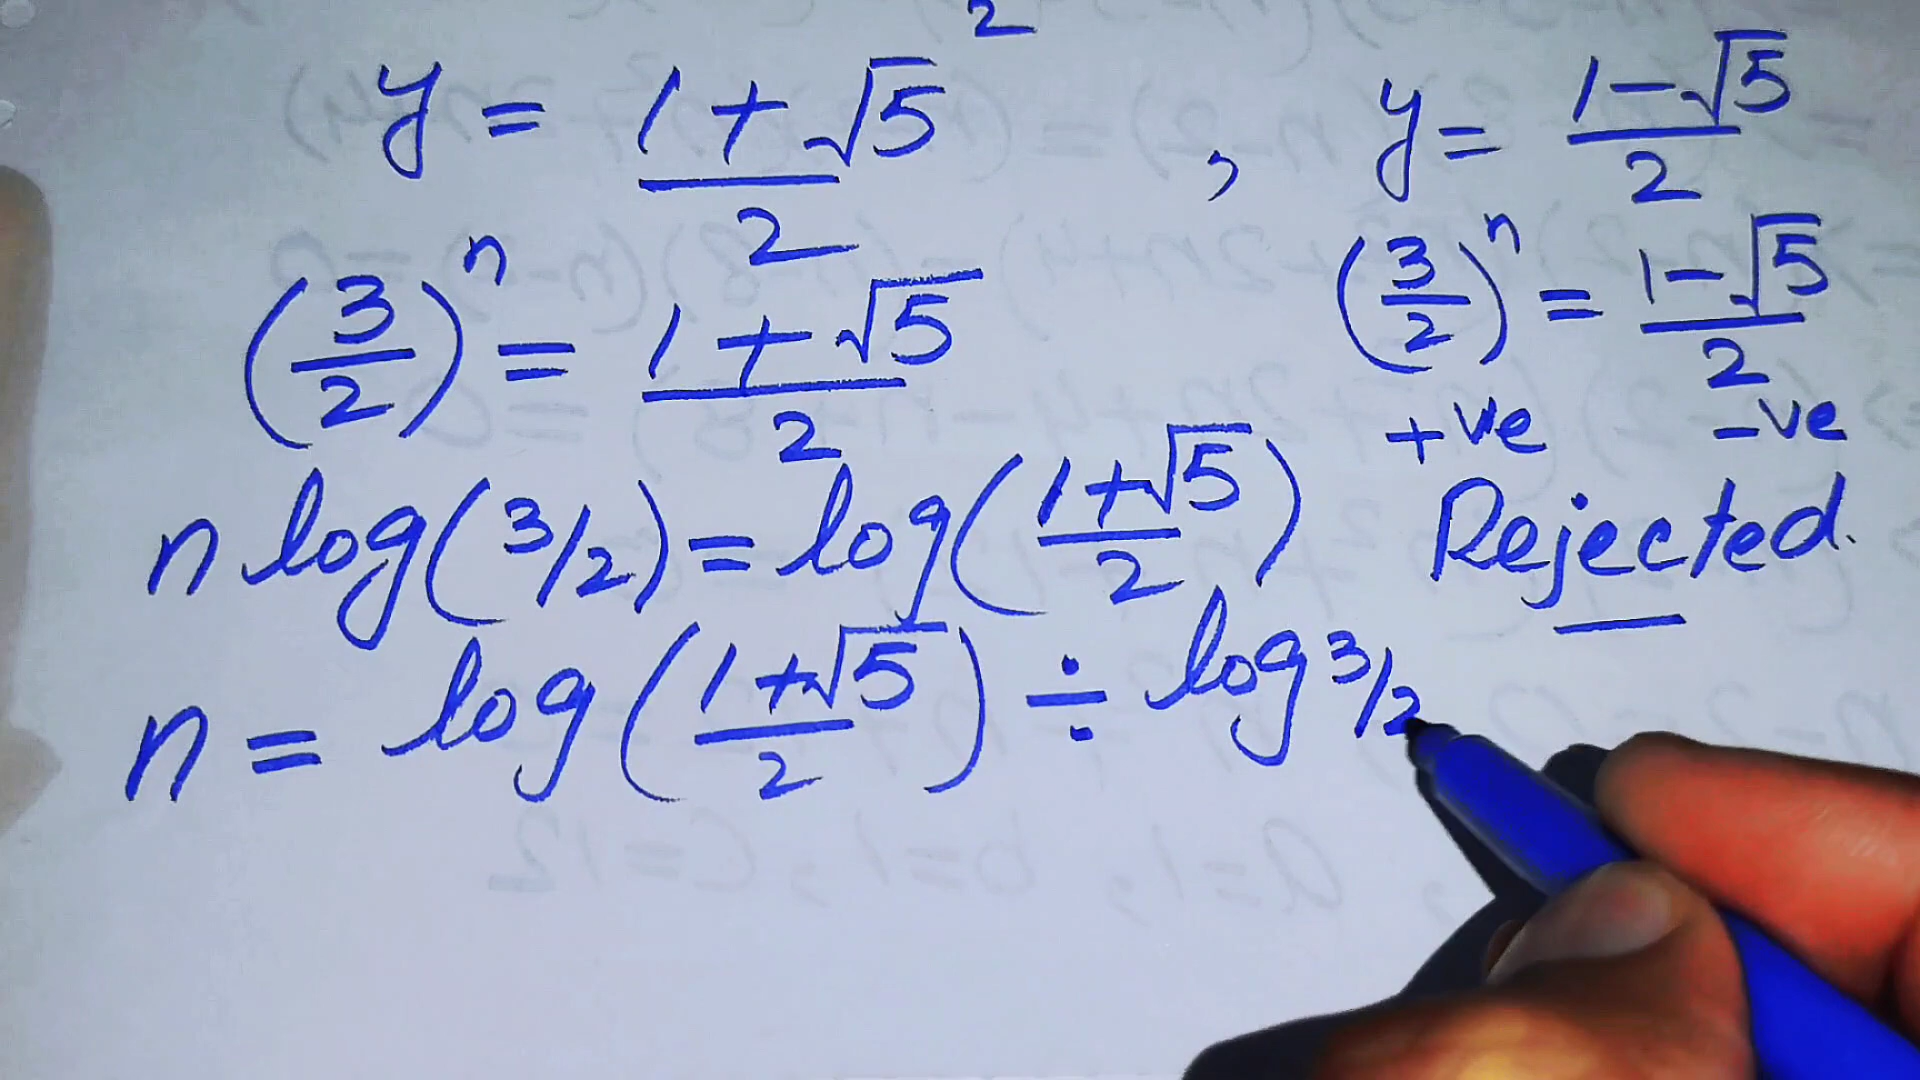 2
y = (1+√5)/2 , y = (1-√5)/2
(3/2)^n = (1+√5)/2 (3/2)^n = (1-√5)/2
+ve -ve
n log(3/2) = log((1+√5)/2) Rejected.
n = log((1+√5)/2) ÷ log 3/2